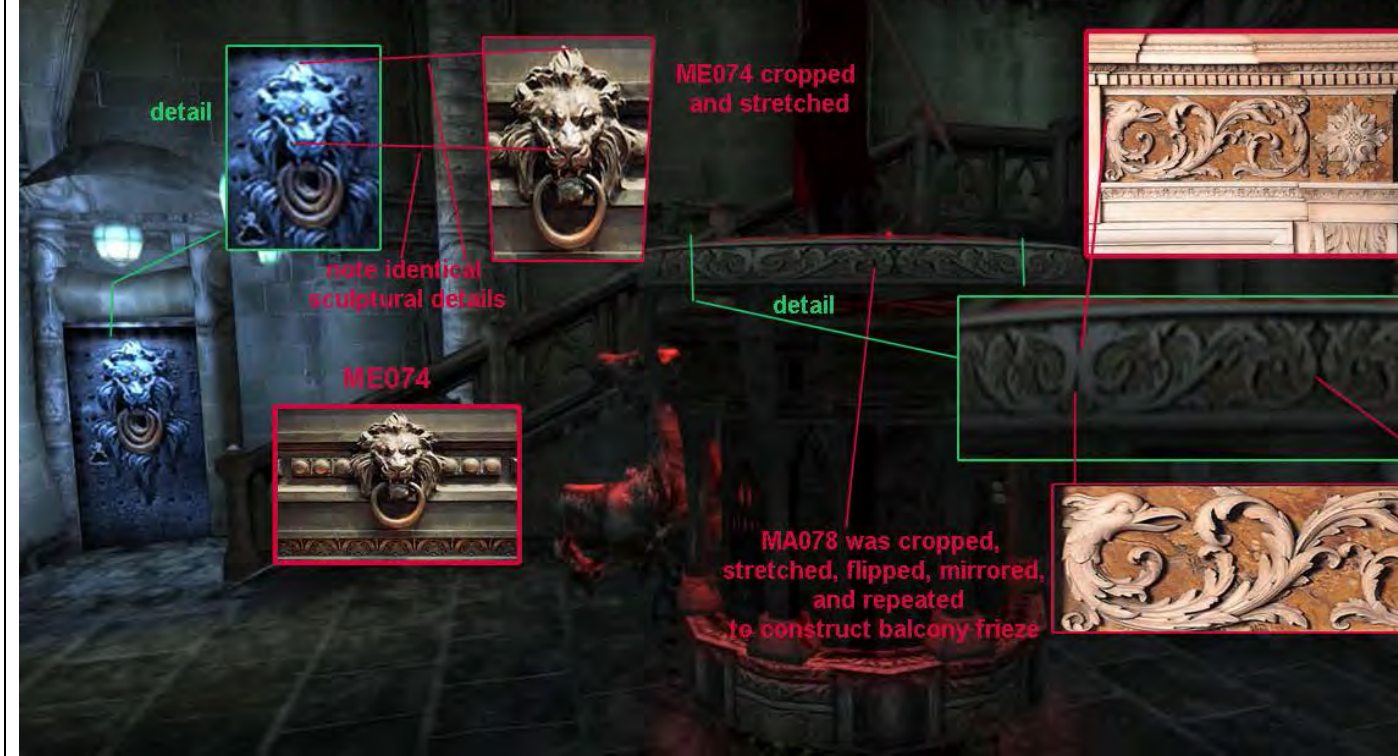 detail
ME074 cropped
and stretched
note identical
sculptural details
detail
ME074
MA078 was cropped,
stretched, flipped, mirrored,
and repeated
to construct balcony frieze